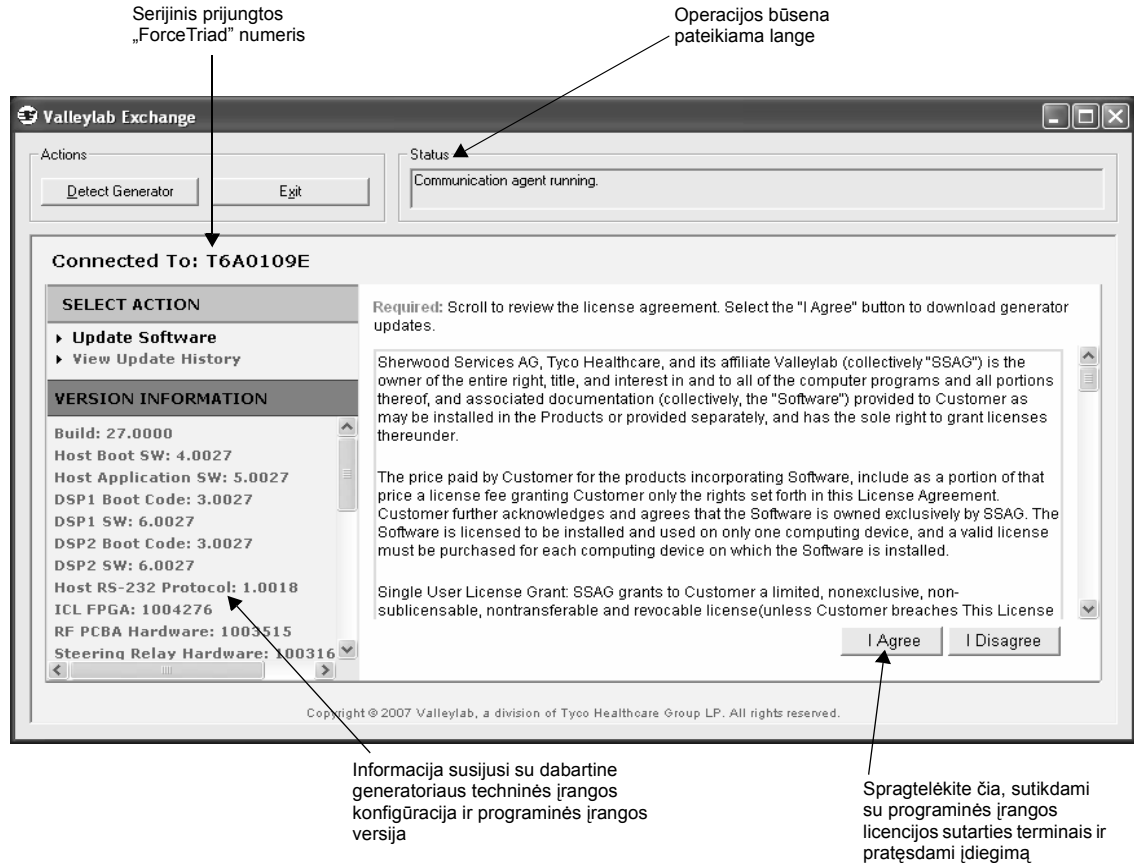 Serijinis prijungtos
„ForceTriad” numeris
Operacijos būsena
pateikiama lange
Valleylab Exchange
Actions
Detect Generator
Exit
Status
Communication agent running.
Connected To: T6A0109E
SELECT ACTION
Update Software
View Update History
VERSION INFORMATION
Build: 27.0000
Host Boot SW: 4.0027
Host Application SW: 5.0027
DSP1 Boot Code: 3.0027
DSP1 SW: 6.0027
DSP2 Boot Code: 3.0027
DSP2 SW: 6.0027
Host RS-232 Protocol: 1.0018
ICL FPGA: 1004276
RF PCBA Hardware: 1003515
Steering Relay Hardware: 100316
Required: Scroll to review the license agreement. Select the "I Agree" button to download generator
updates.
Sherwood Services AG, Tyco Healthcare, and its affiliate Valleylab (collectively "SSAG") is the
owner of the entire right, title, and interest in and to all of the computer programs and all portions
thereof, and associated documentation (collectively, the "Software") provided to Customer as
may be installed in the Products or provided separately, and has the sole right to grant licenses
thereunder.
The price paid by Customer for the products incorporating Software, include as a portion of that
price a license fee granting Customer only the rights set forth in this License Agreement.
Customer further acknowledges and agrees that the Software is owned exclusively by SSAG. The
Software is licensed to be installed and used on only one computing device, and a valid license
must be purchased for each computing device on which the Software is installed.
Single User License Grant: SSAG grants to Customer a limited, nonexclusive, non-
sublicensable, nontransferable and revocable license(unless Customer breaches This License
I Agree
I Disagree
Copyright © 2007 Valleylab, a division of Tyco Healthcare Group LP. All rights reserved.
Informacija susijusi su dabartine
generatoriaus techninės įrangos
konfigūracija ir programinės įrangos
versija
Spragtelėkite čia, sutikdami
su programinės įrangos
licencijos sutarties terminais ir
pratęsdami įdiegimą